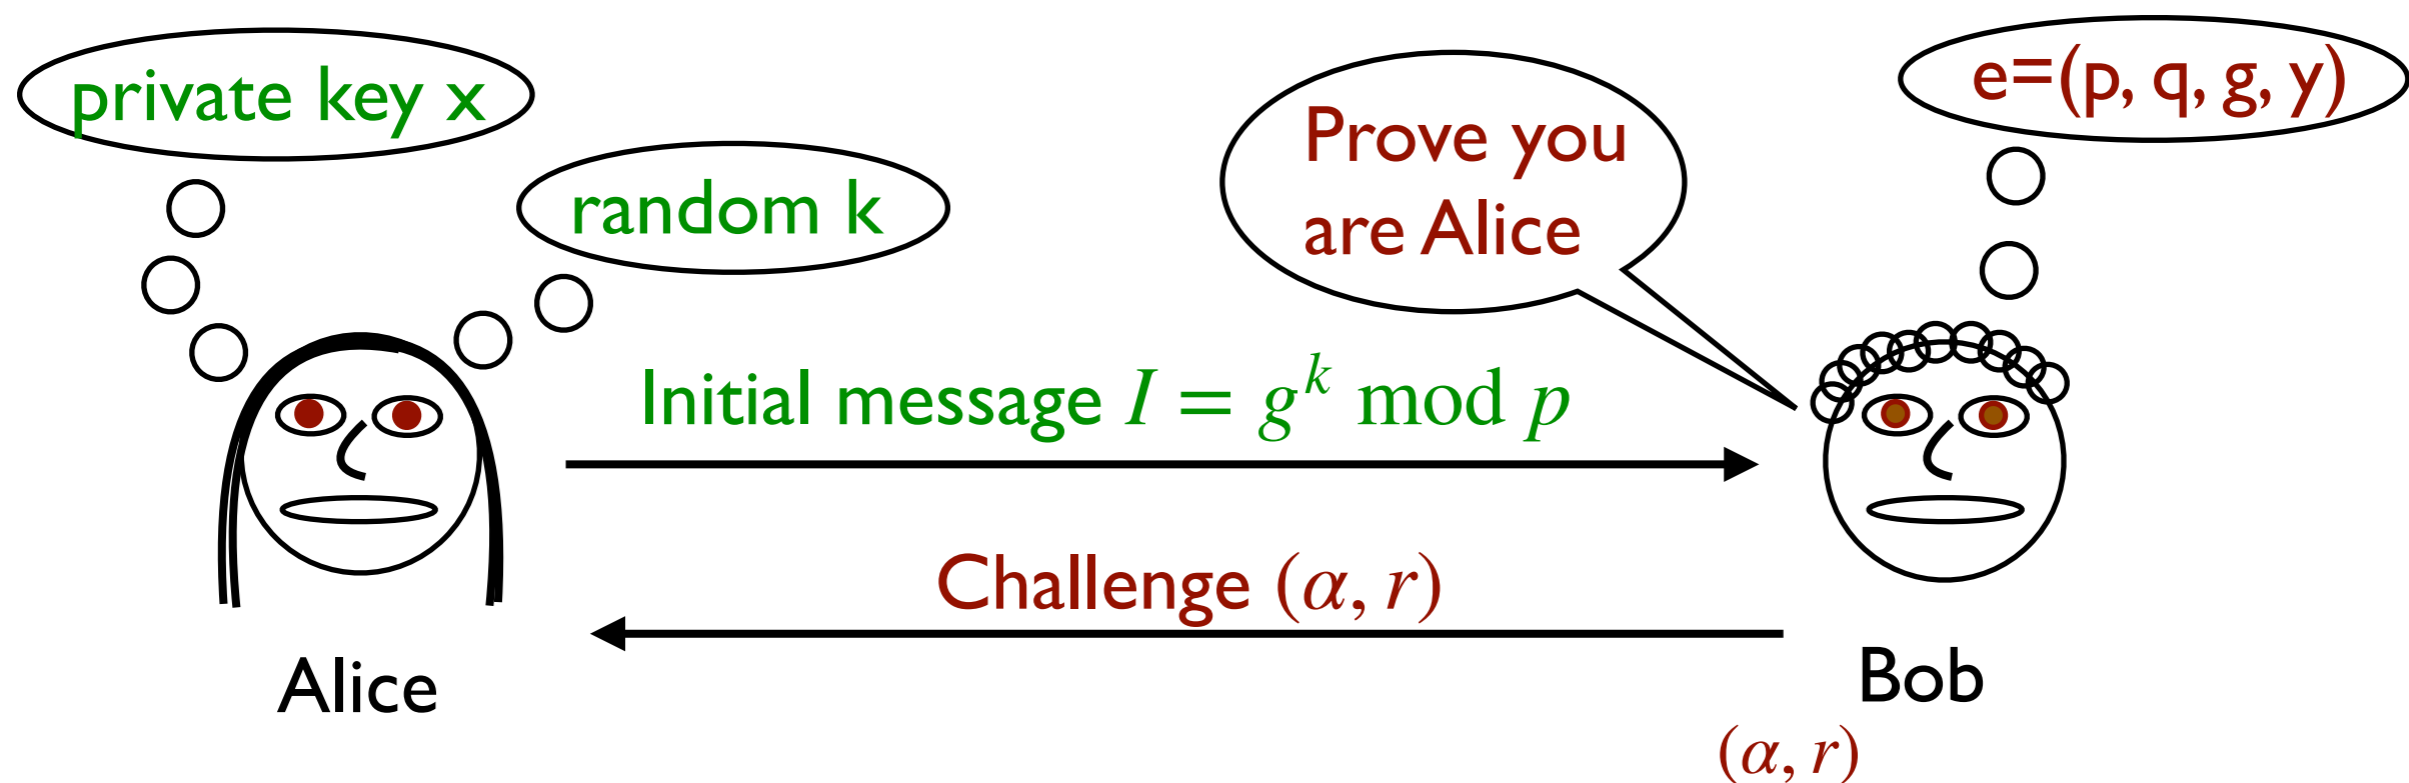 private key x
random k
Prove you
are Alice
e=(p, q, g, y)
Initial message I = g^k mod p
Challenge (α, r)
Alice
Bob
(α, r)